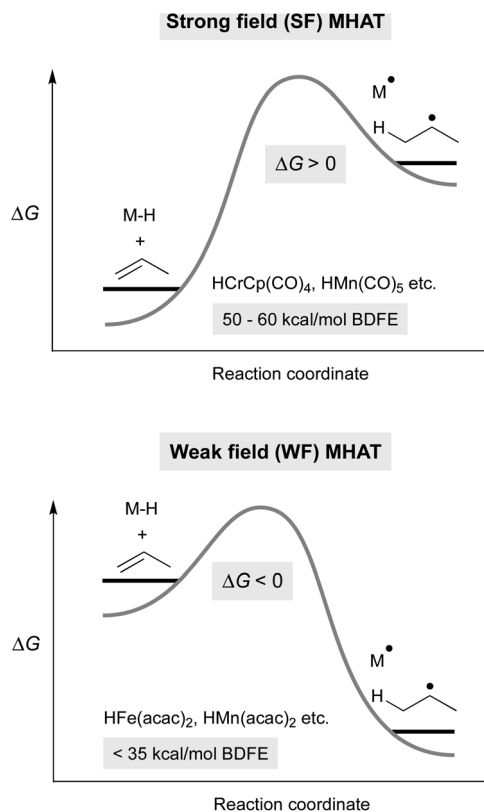 Strong field (SF) MHAT
M•
H
ΔG > 0
M-H
+
ΔG
HCrCp(CO)₄, HMn(CO)₅ etc.
50 - 60 kcal/mol BDFE
Reaction coordinate
Weak field (WF) MHAT
M-H
+
ΔG < 0
ΔG
M•
H
HFe(acac)₂, HMn(acac)₂ etc.
< 35 kcal/mol BDFE
Reaction coordinate